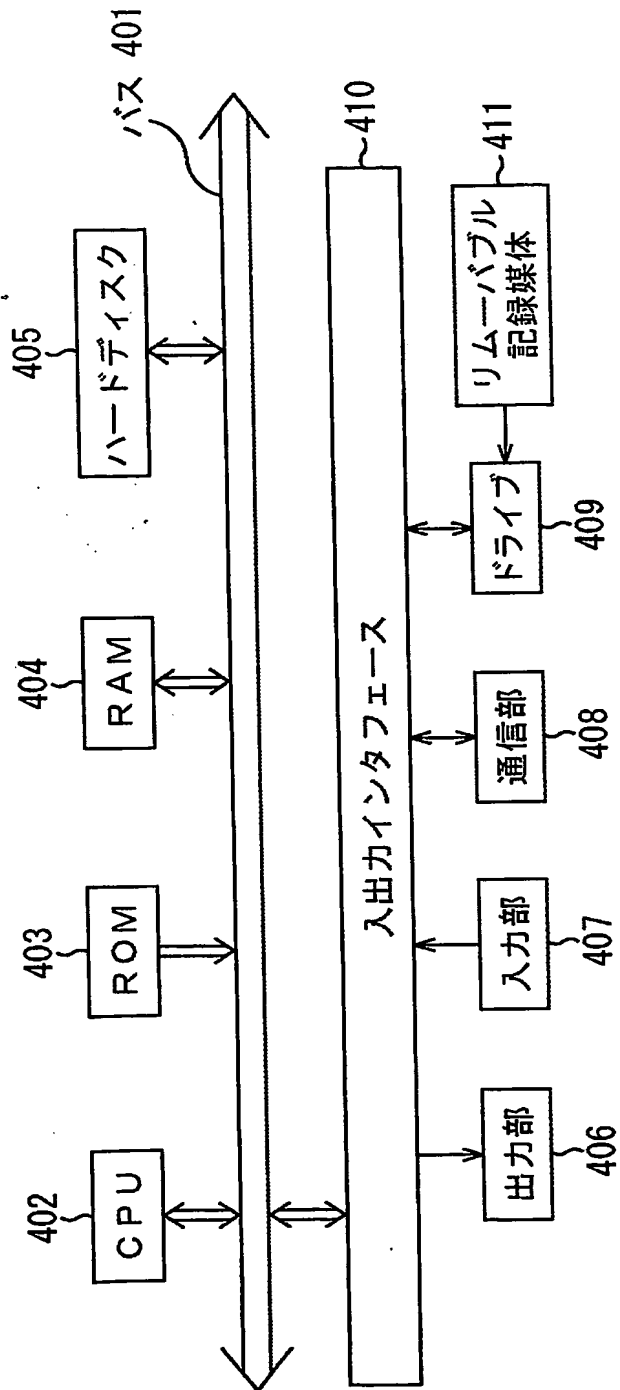 402
CPU
403
ROM
404
RAM
405
ハードディスク
バス 401
410
入出力インタフェース
出力部
406
入力部
407
通信部
408
ドライブ
409
リムーバブル
記録媒体
411